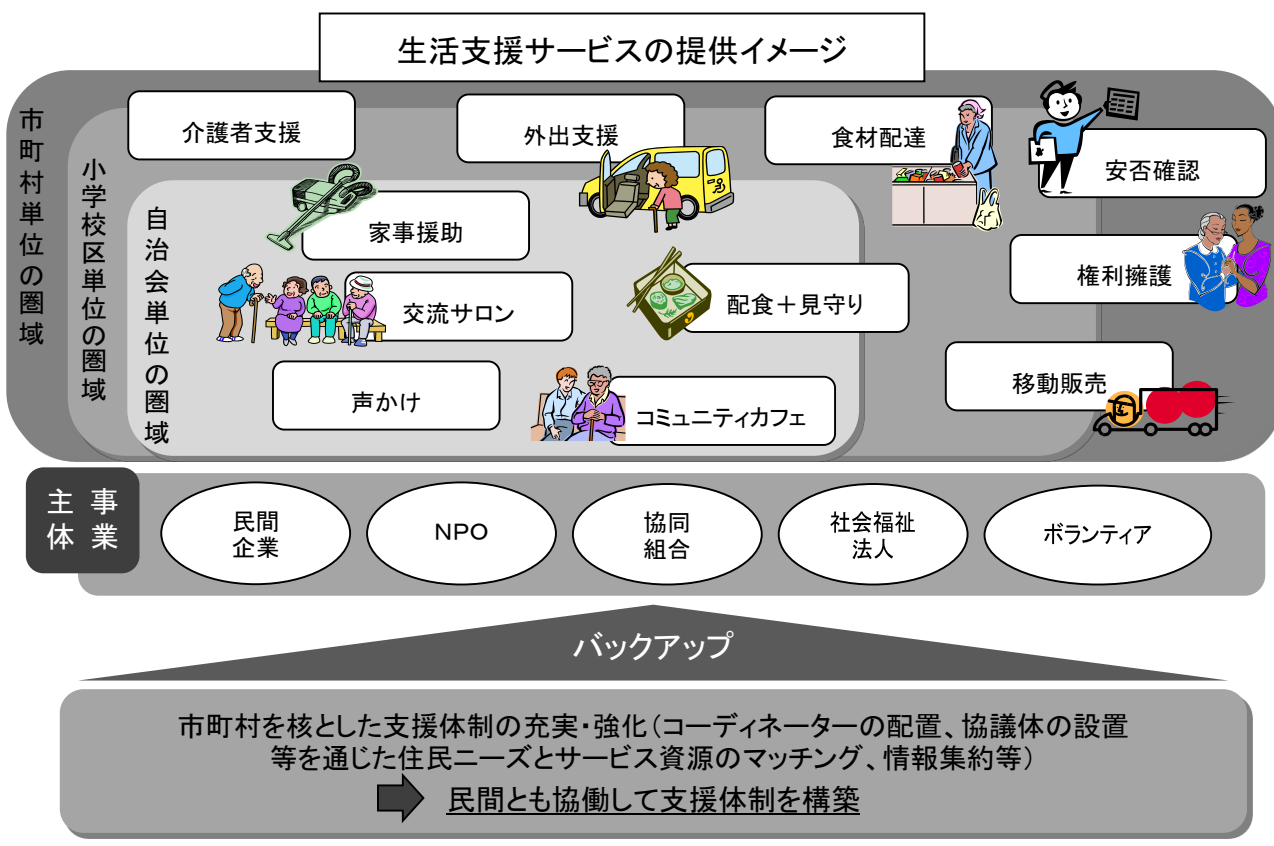 生活支援サービスの提供イメージ
市町村単位の圏域
小学校区単位の圏域
自治会単位の圏域
介護者支援
外出支援
食材配達
安否確認
家事援助
権利擁護
交流サロン
配食+見守り
移動販売
声かけ
コミュニティカフェ
事業
主体
民間
企業
NPO
協同
組合
社会福祉
法人
ボランティア
バックアップ
市町村を核とした支援体制の充実・強化(コーディネーターの配置、協議体の設置
等を通じた住民ニーズとサービス資源のマッチング、情報集約等)
民間とも協働して支援体制を構築